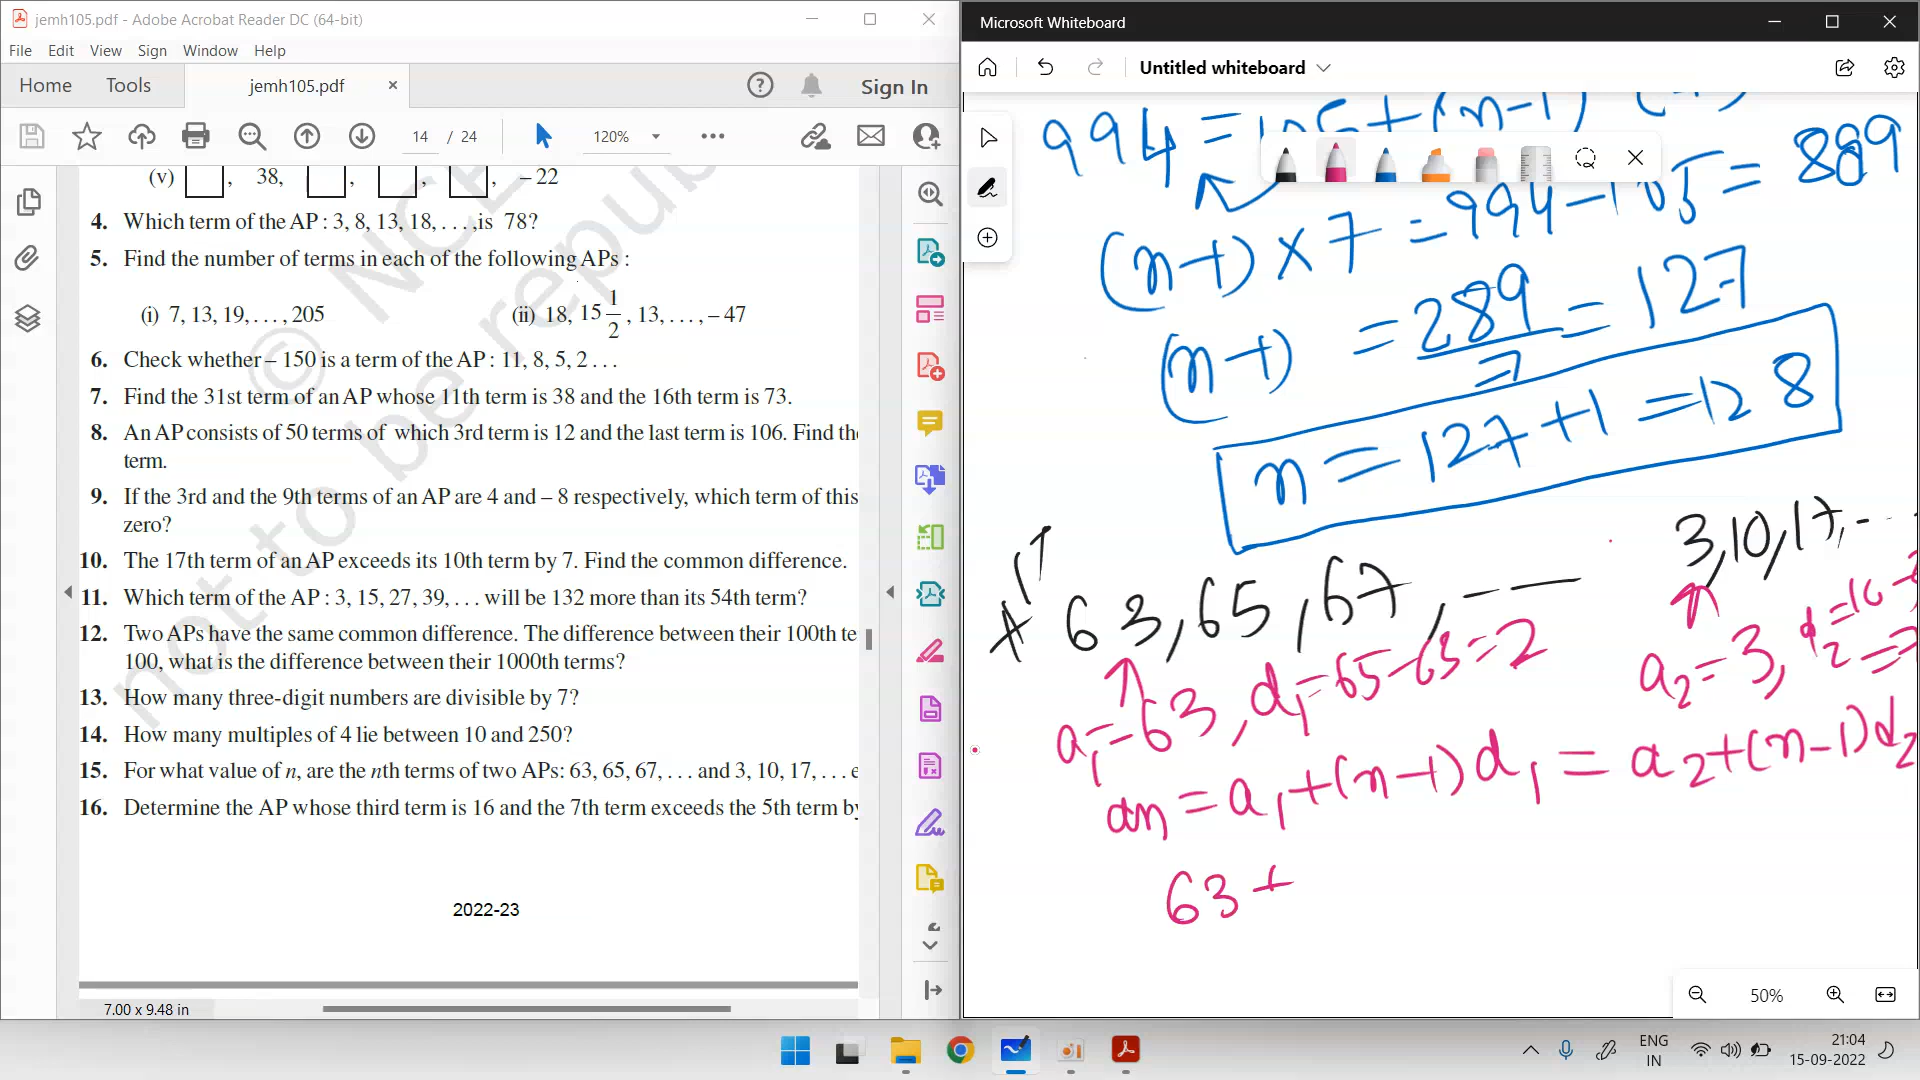 jemh105.pdf - Adobe Acrobat Reader DC (64-bit)
File Edit View Sign Window Help
Home Tools jemh105.pdf × Sign In
14 / 24 120%
(v) , 38, , , , – 22
4. Which term of the AP : 3, 8, 13, 18, . . . ,is 78?
5. Find the number of terms in each of the following APs :
(i) 7, 13, 19, . . . , 205 (ii) 18, 15 1/2 , 13, . . . , – 47
6. Check whether – 150 is a term of the AP : 11, 8, 5, 2 . . .
7. Find the 31st term of an AP whose 11th term is 38 and the 16th term is 73.
8. An AP consists of 50 terms of which 3rd term is 12 and the last term is 106. Find the
term.
9. If the 3rd and the 9th terms of an AP are 4 and – 8 respectively, which term of this
zero?
10. The 17th term of an AP exceeds its 10th term by 7. Find the common difference.
11. Which term of the AP : 3, 15, 27, 39, . . . will be 132 more than its 54th term?
12. Two APs have the same common difference. The difference between their 100th te
100, what is the difference between their 1000th terms?
13. How many three-digit numbers are divisible by 7?
14. How many multiples of 4 lie between 10 and 250?
15. For what value of n, are the nth terms of two APs: 63, 65, 67, . . . and 3, 10, 17, . . . e
16. Determine the AP whose third term is 16 and the 7th term exceeds the 5th term by
2022-23
© NCE
not to be republ
7.00 x 9.48 in
Microsoft Whiteboard
Untitled whiteboard
994 = 105 + (n-1)
(n-1) × 7 = 994 - 105 = 889
(n-1) = 289/7 = 127
n = 127 + 1 = 128
63, 65, 67, - - — 3, 10, 17, - - -
a1 = 63, d1 = 65 - 63 = 2 a2 = 3, d2 = 10
an = a1 + (n-1) d1 = a2 + (n-1) d2
63 +
50%
ENG
IN
21:04
15-09-2022